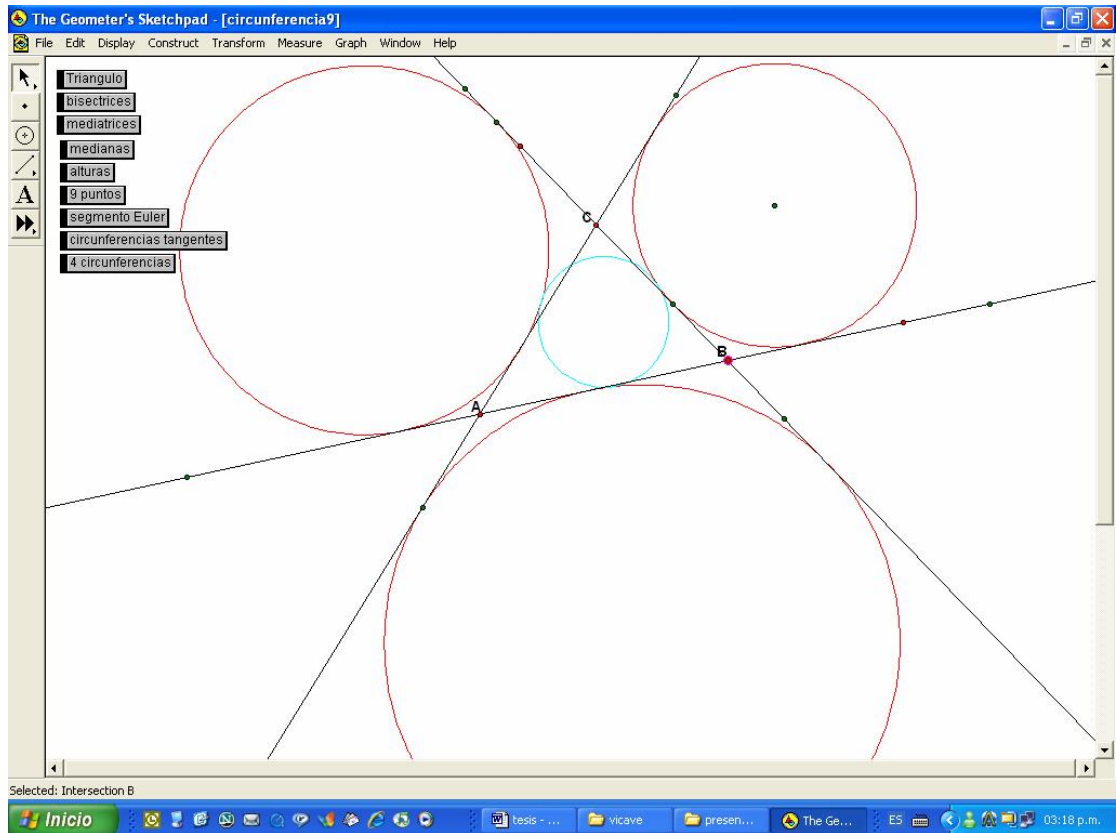 The Geometer's Sketchpad - [circunferencia9]
File Edit Display Construct Transform Measure Graph Window Help
Triangulo
bisectrices
mediatrices
medianas
alturas
9 puntos
segmento Euler
circunferencias tangentes
4 circunferencias
A
C
B
A
Selected: Intersection B
Inicio
tesis - ...
vicave
presen...
The Ge...
ES
03:18 p.m.